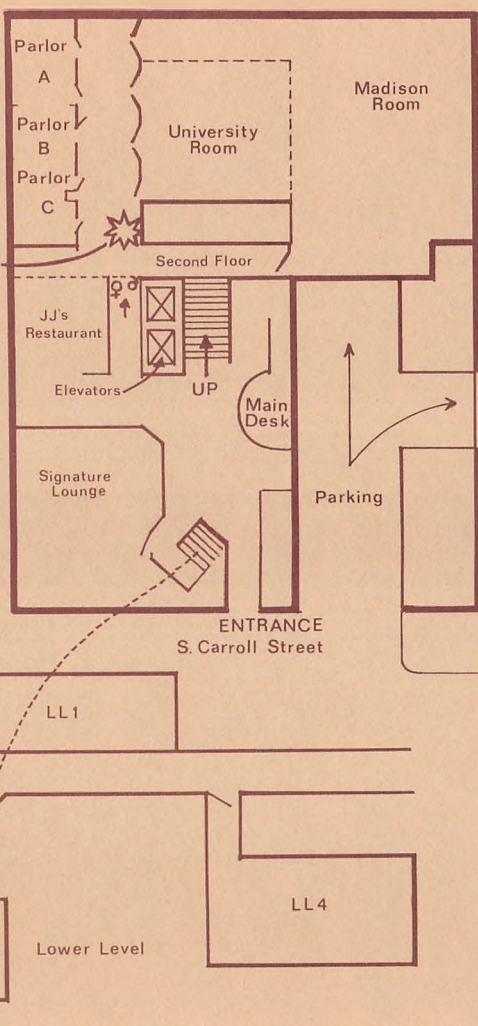 Parlor
A
Madison
Room
Parlor
B
University
Room
Parlor
C
Second Floor
JJ's
Restaurant
Elevators
UP
Main
Desk
Signature
Lounge
Parking
ENTRANCE
S. Carroll Street
LL1
LL4
Lower Level